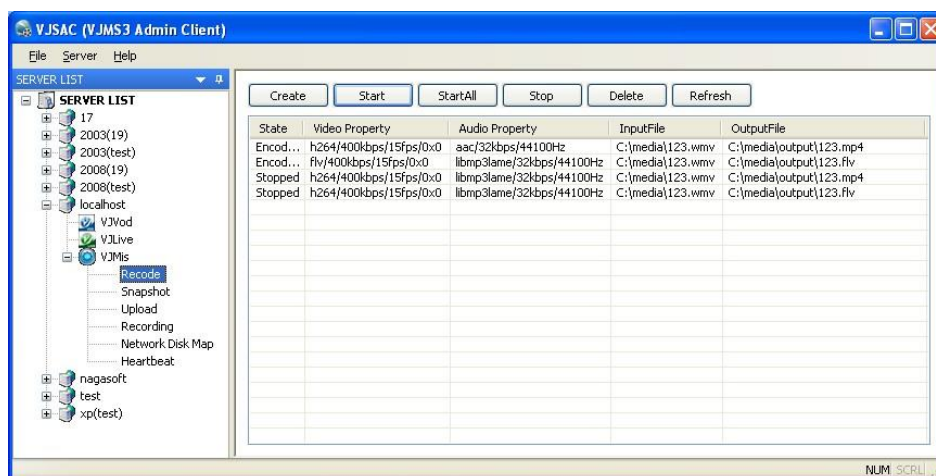 VJSAC (VJMS3 Admin Client)
File Server Help
SERVER LIST
SERVER LIST
17
2003(19)
2003(test)
2008(19)
2008(test)
localhost
VJVod
VJLive
VJMis
Recode
Snapshot
Upload
Recording
Network Disk Map
Heartbeat
nagasoft
test
xp(test)
Create Start StartAll Stop Delete Refresh
State Video Property Audio Property InputFile OutputFile
Encod... h264/400kbps/15fps/0x0 aac/32kbps/44100Hz C:\media\123.wmv C:\media\output\123.mp4
Encod... flv/400kbps/15fps/0x0 libmp3lame/32kbps/44100Hz C:\media\123.wmv C:\media\output\123.flv
Stopped h264/400kbps/15fps/0x0 libmp3lame/32kbps/44100Hz C:\media\123.wmv C:\media\output\123.mp4
Stopped h264/400kbps/15fps/0x0 libmp3lame/32kbps/44100Hz C:\media\123.wmv C:\media\output\123.flv
NUM SCRL